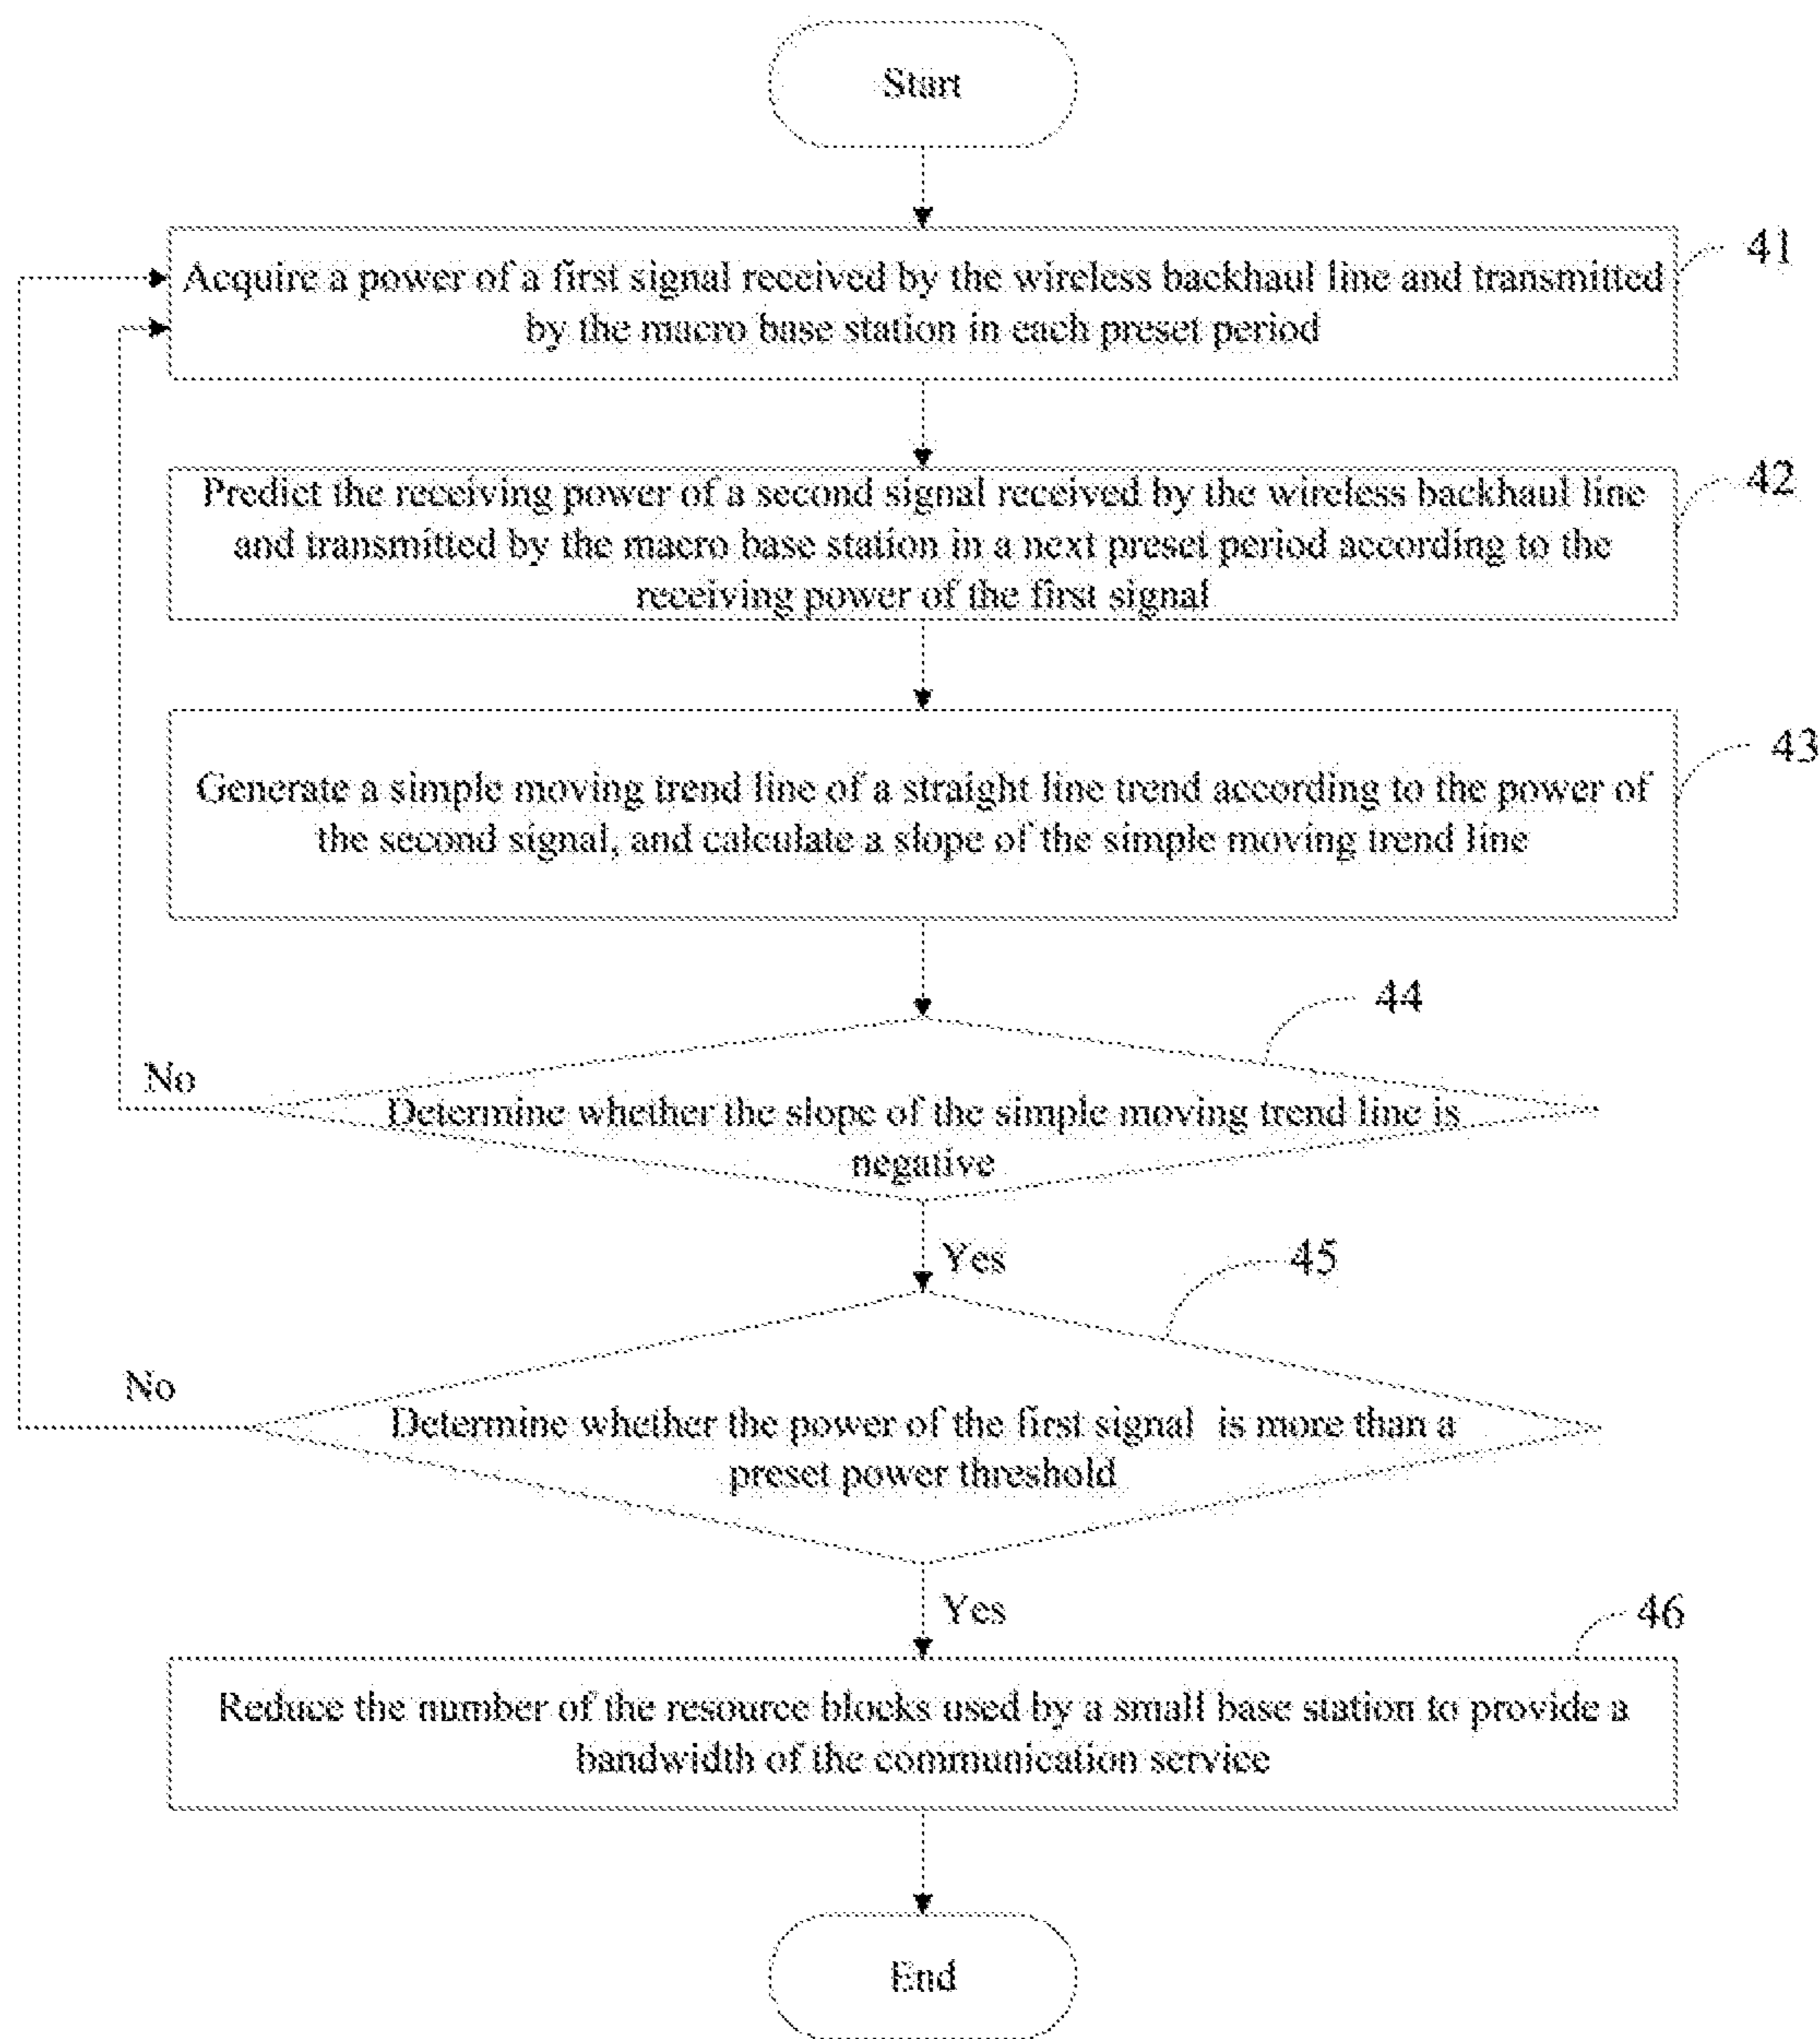 Start
Acquire a power of a first signal received by the wireless backhaul line and transmitted
by the macro base station in each preset period
41
Predict the receiving power of a second signal received by the wireless backhaul line
and transmitted by the macro base station in a next preset period according to the
receiving power of the first signal
42
Generate a simple moving trend line of a straight line trend according to the power of
the second signal, and calculate a slope of the simple moving trend line
43
44
No
Determine whether the slope of the simple moving trend line is
negative
Yes
45
No
Determine whether the power of the first signal is more than a
preset power threshold
Yes
46
Reduce the number of the resource blocks used by a small base station to provide a
bandwidth of the communication service
End